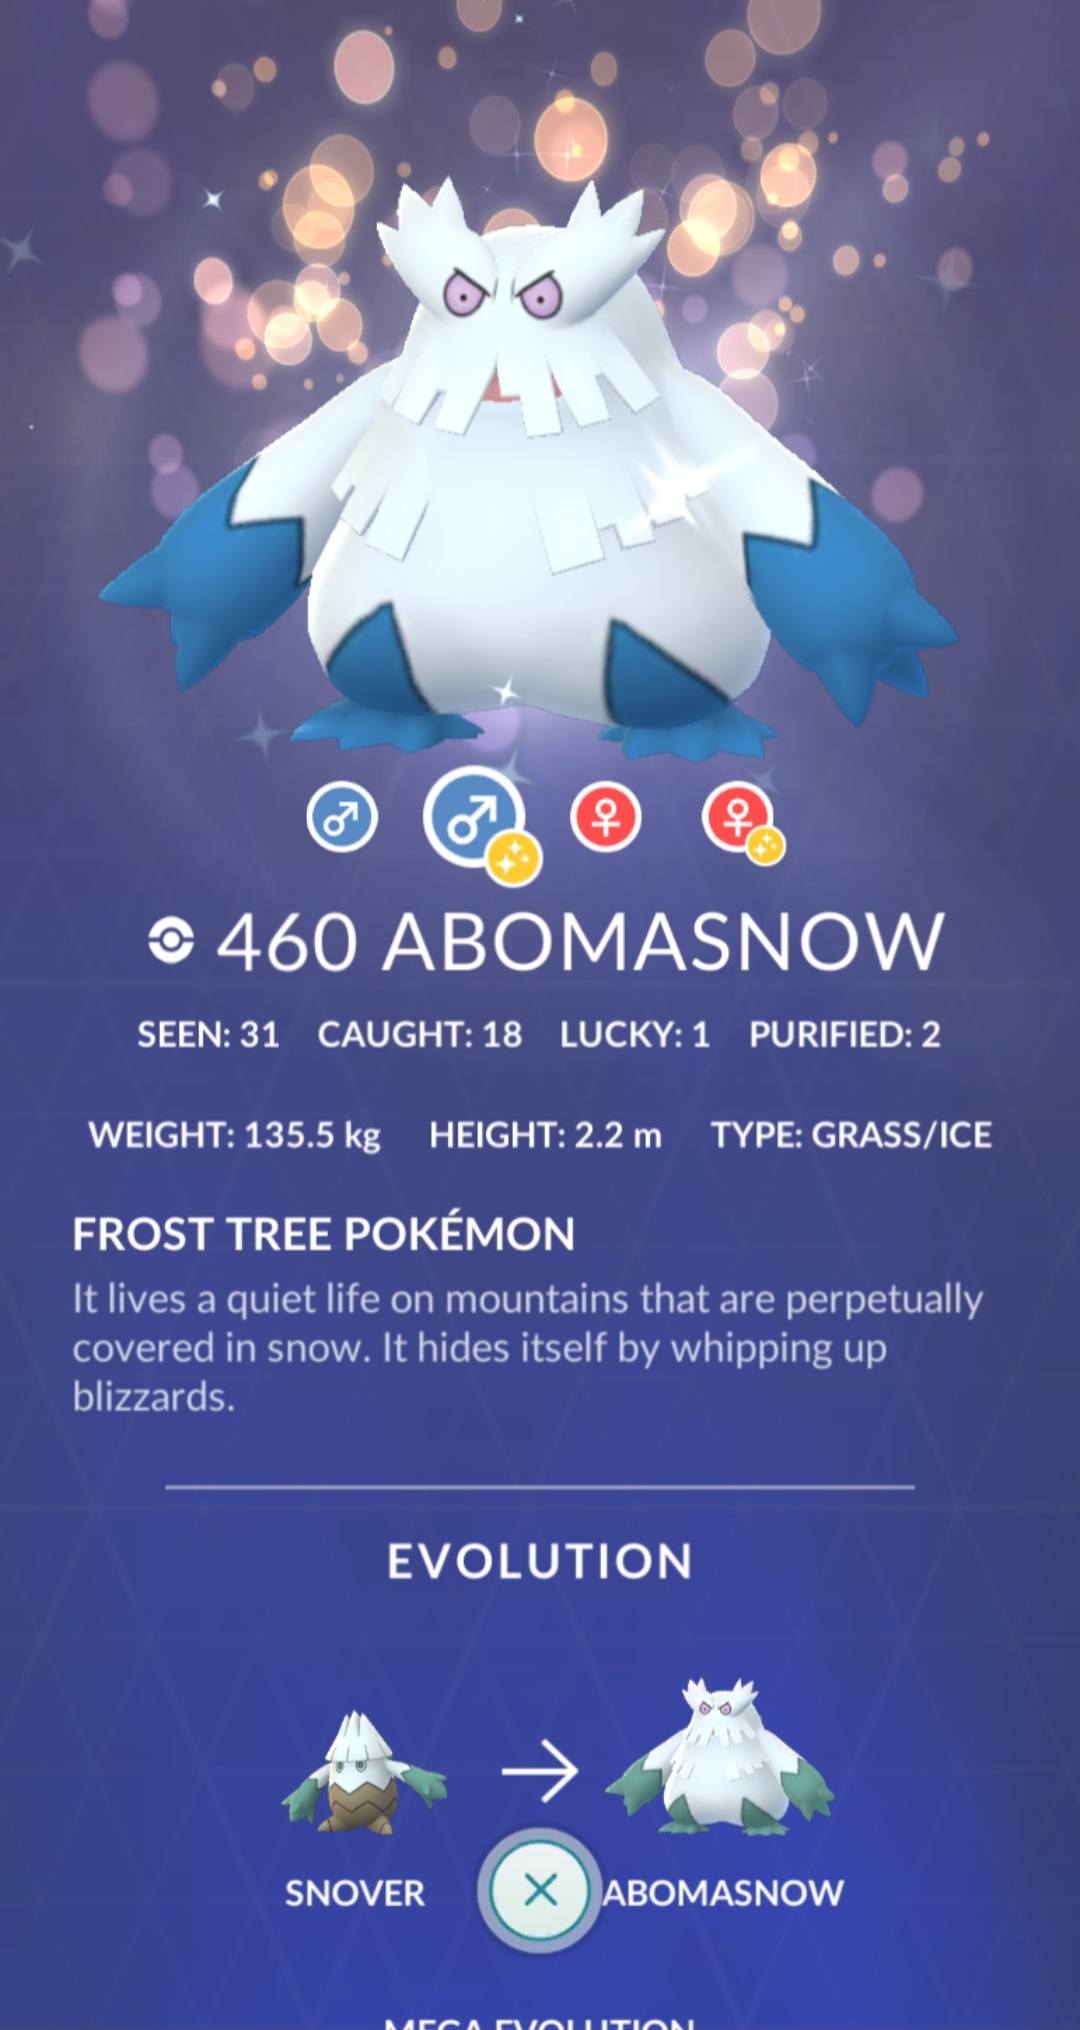 460 ABOMASNOW
SEEN: 31 CAUGHT: 18 LUCKY: 1 PURIFIED: 2
WEIGHT: 135.5 kg HEIGHT: 2.2 m TYPE: GRASS/ICE
FROST TREE POKÉMON
It lives a quiet life on mountains that are perpetually
covered in snow. It hides itself by whipping up
blizzards.
EVOLUTION
SNOVER ABOMASNOW
MEGA EVOLUTION